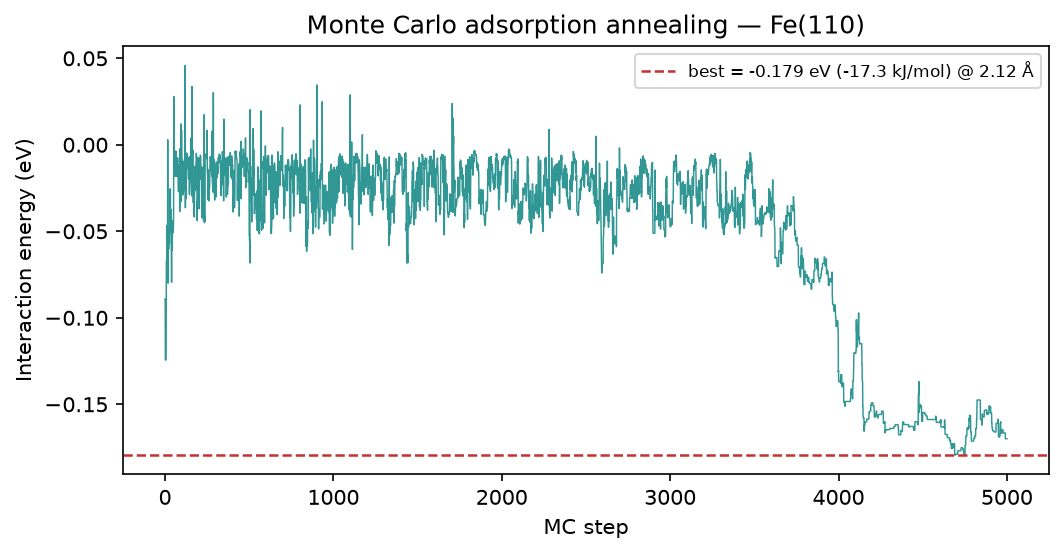 Monte Carlo adsorption annealing — Fe(110)
best = -0.179 eV (-17.3 kJ/mol) @ 2.12 Å
Interaction energy (eV)
0.05
0.00
−0.05
−0.10
−0.15
0 1000 2000 3000 4000 5000
MC step